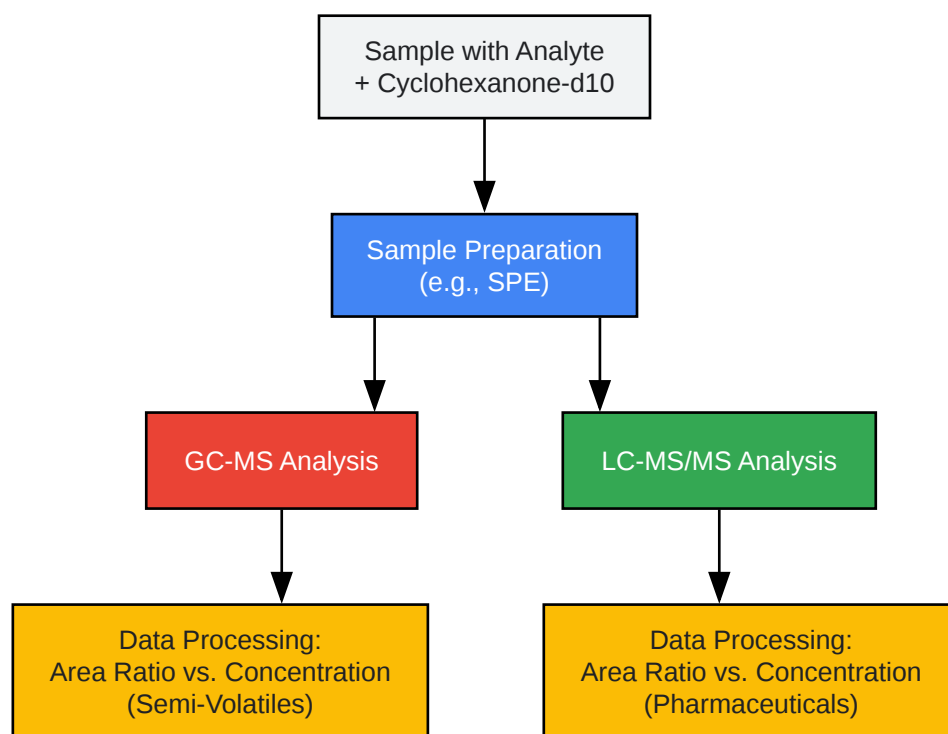 Sample with Analyte
+ Cyclohexanone-d10
Sample Preparation
(e.g., SPE)
GC-MS Analysis
LC-MS/MS Analysis
Data Processing:
Area Ratio vs. Concentration
(Semi-Volatiles)
Data Processing:
Area Ratio vs. Concentration
(Pharmaceuticals)